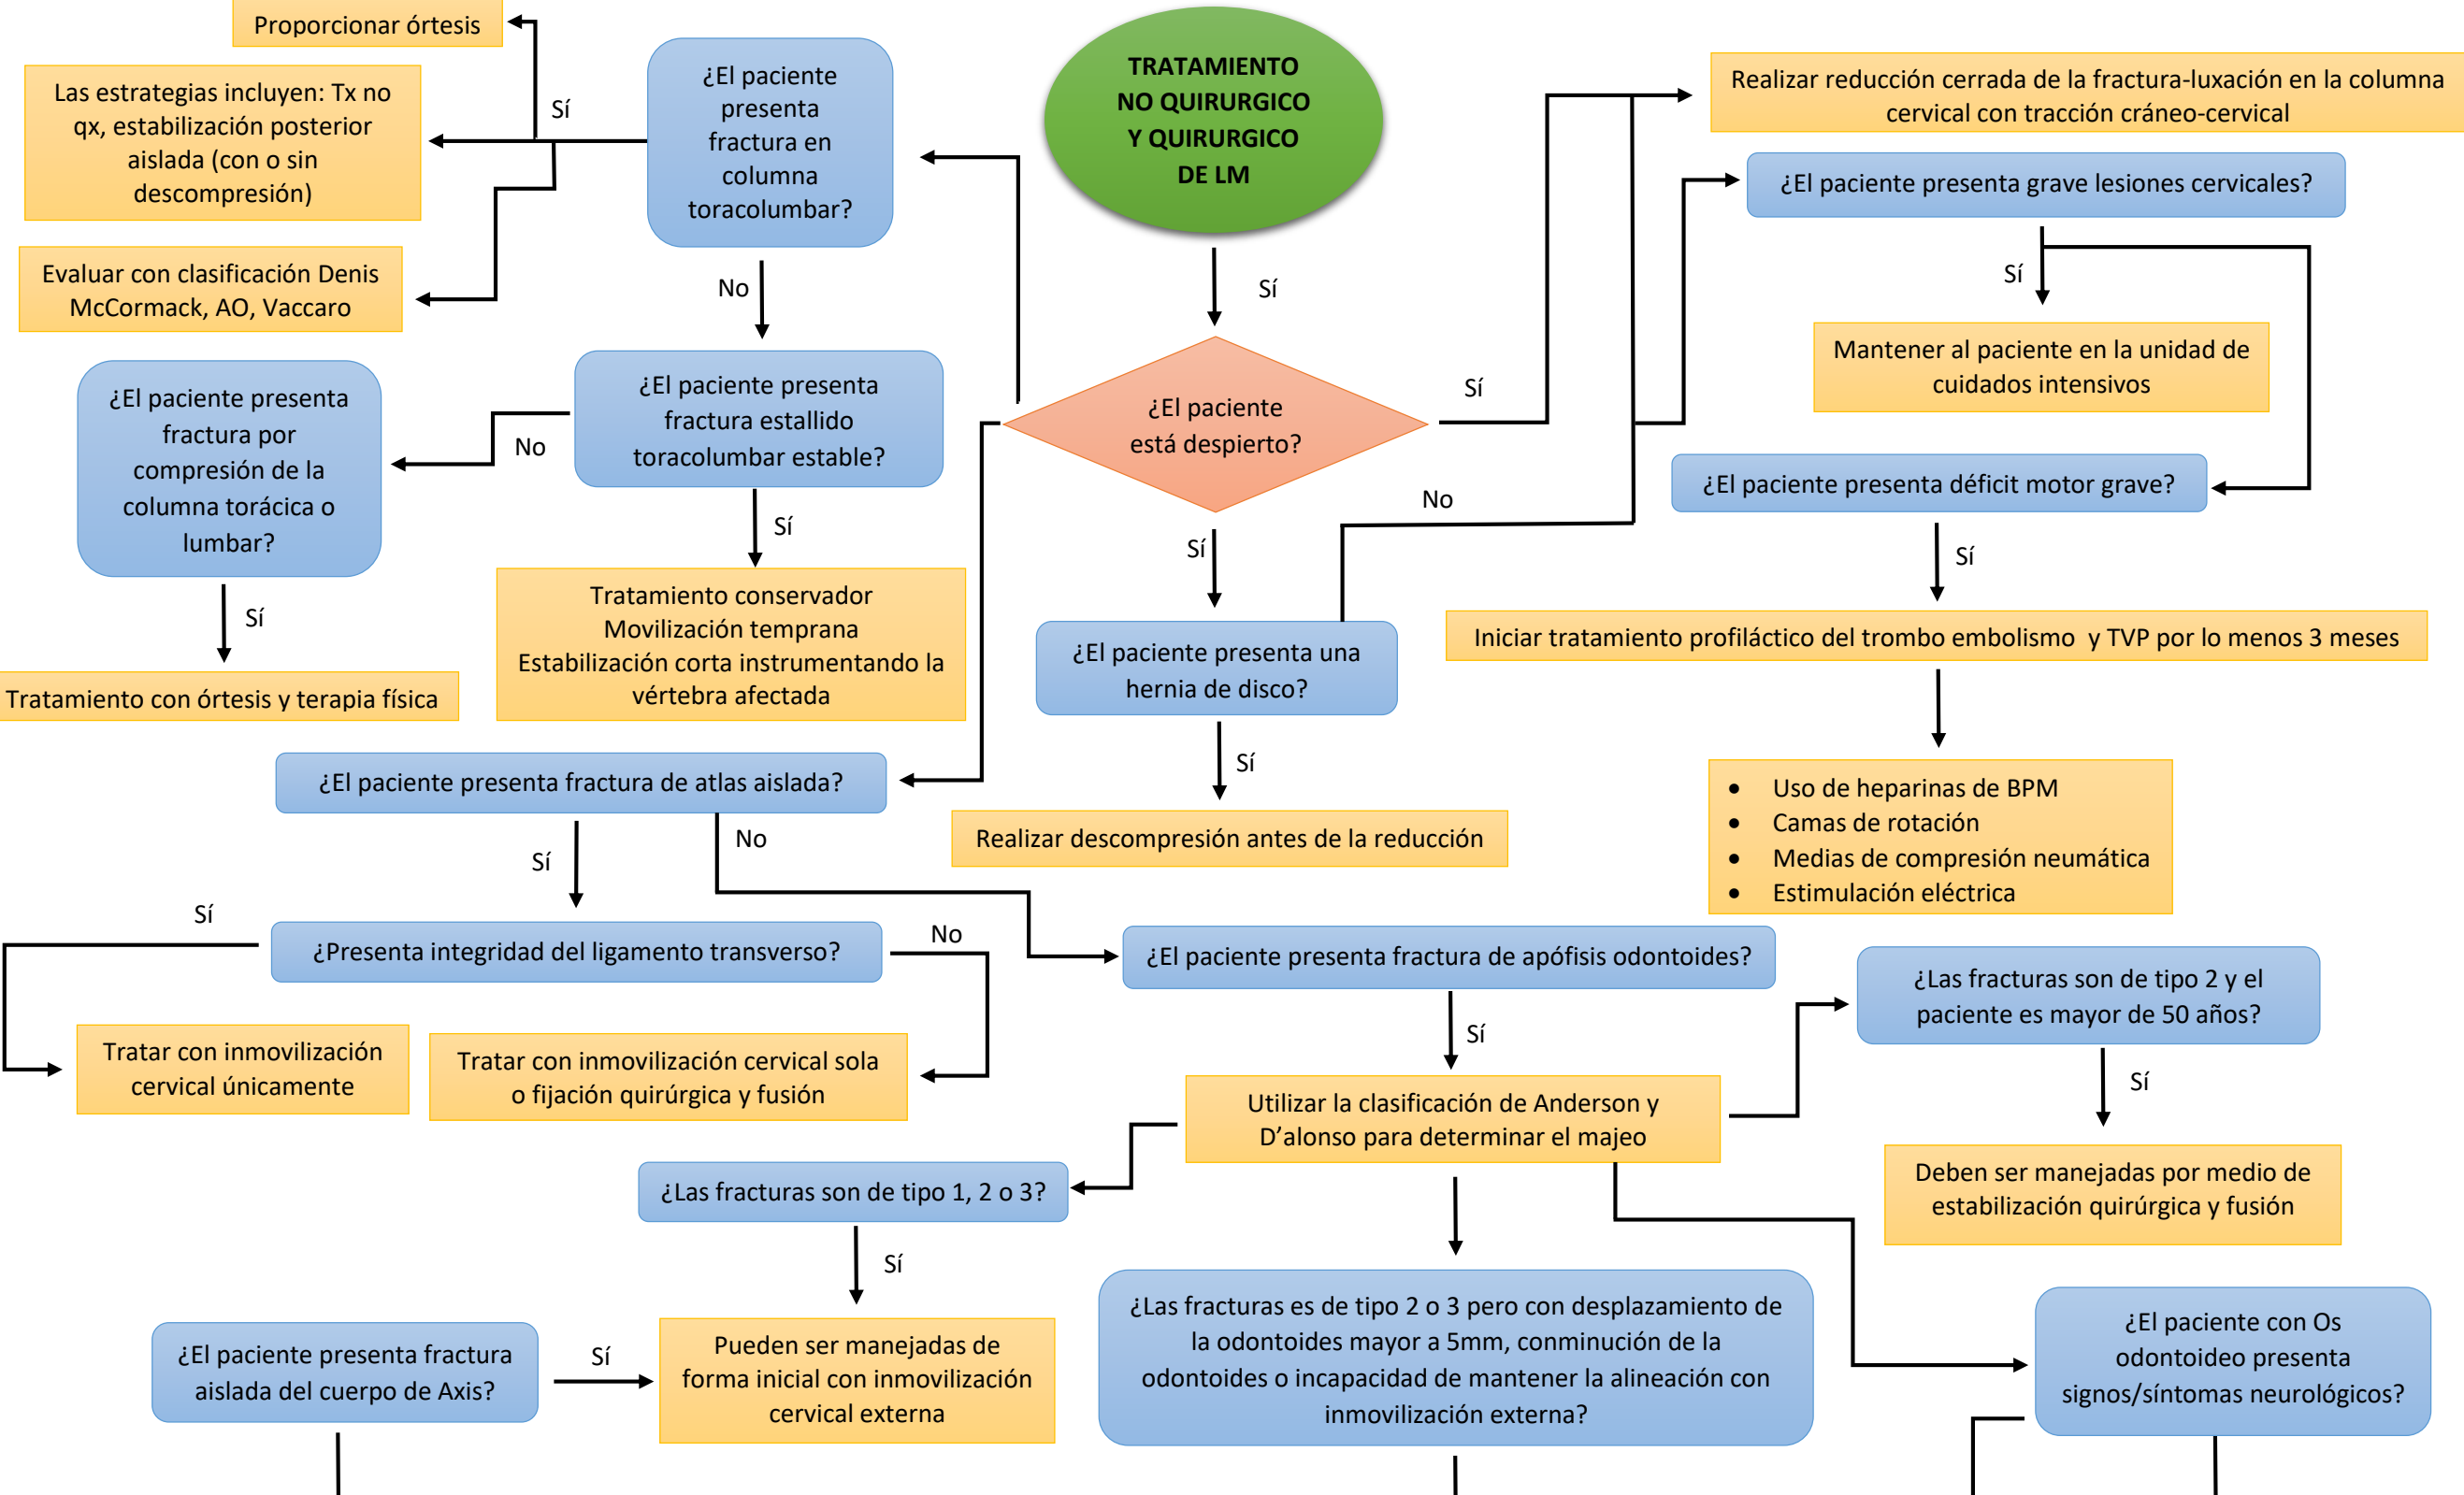 Proporcionar órtesis
Las estrategias incluyen: Tx no
qx, estabilización posterior
aislada (con o sin
descompresión)
Evaluar con clasificación Denis
McCormack, AO, Vaccaro
Sí
¿El paciente
presenta
fractura en
columna
toracolumbar?
No
TRATAMIENTO
NO QUIRURGICO
Y QUIRURGICO
DE LM
Sí
¿El paciente
está despierto?
Sí
Realizar reducción cerrada de la fractura-luxación en la columna
cervical con tracción cráneo-cervical
¿El paciente presenta grave lesiones cervicales?
Sí
Mantener al paciente en la unidad de
cuidados intensivos
¿El paciente presenta déficit motor grave?
Sí
Iniciar tratamiento profiláctico del trombo embolismo  y TVP por lo menos 3 meses
• Uso de heparinas de BPM
• Camas de rotación
• Medias de compresión neumática
• Estimulación eléctrica
¿El paciente presenta
fractura estallido
toracolumbar estable?
No
¿El paciente presenta
fractura por
compresión de la
columna torácica o
lumbar?
Sí
Tratamiento con órtesis y terapia física
Sí
Tratamiento conservador
Movilización temprana
Estabilización corta instrumentando la
vértebra afectada
Sí
No
¿El paciente presenta una
hernia de disco?
Sí
Realizar descompresión antes de la reducción
¿El paciente presenta fractura de atlas aislada?
Sí
No
¿Presenta integridad del ligamento transverso?
Sí
No
Tratar con inmovilización
cervical únicamente
Tratar con inmovilización cervical sola
o fijación quirúrgica y fusión
¿El paciente presenta fractura de apófisis odontoides?
Sí
Utilizar la clasificación de Anderson y
D’alonso para determinar el majeo
¿Las fracturas son de tipo 2 y el
paciente es mayor de 50 años?
Sí
Deben ser manejadas por medio de
estabilización quirúrgica y fusión
¿Las fracturas son de tipo 1, 2 o 3?
Sí
Pueden ser manejadas de
forma inicial con inmovilización
cervical externa
¿El paciente presenta fractura
aislada del cuerpo de Axis?
Sí
¿Las fracturas es de tipo 2 o 3 pero con desplazamiento de
la odontoides mayor a 5mm, conminución de la
odontoides o incapacidad de mantener la alineación con
inmovilización externa?
¿El paciente con Os
odontoideo presenta
signos/síntomas neurológicos?